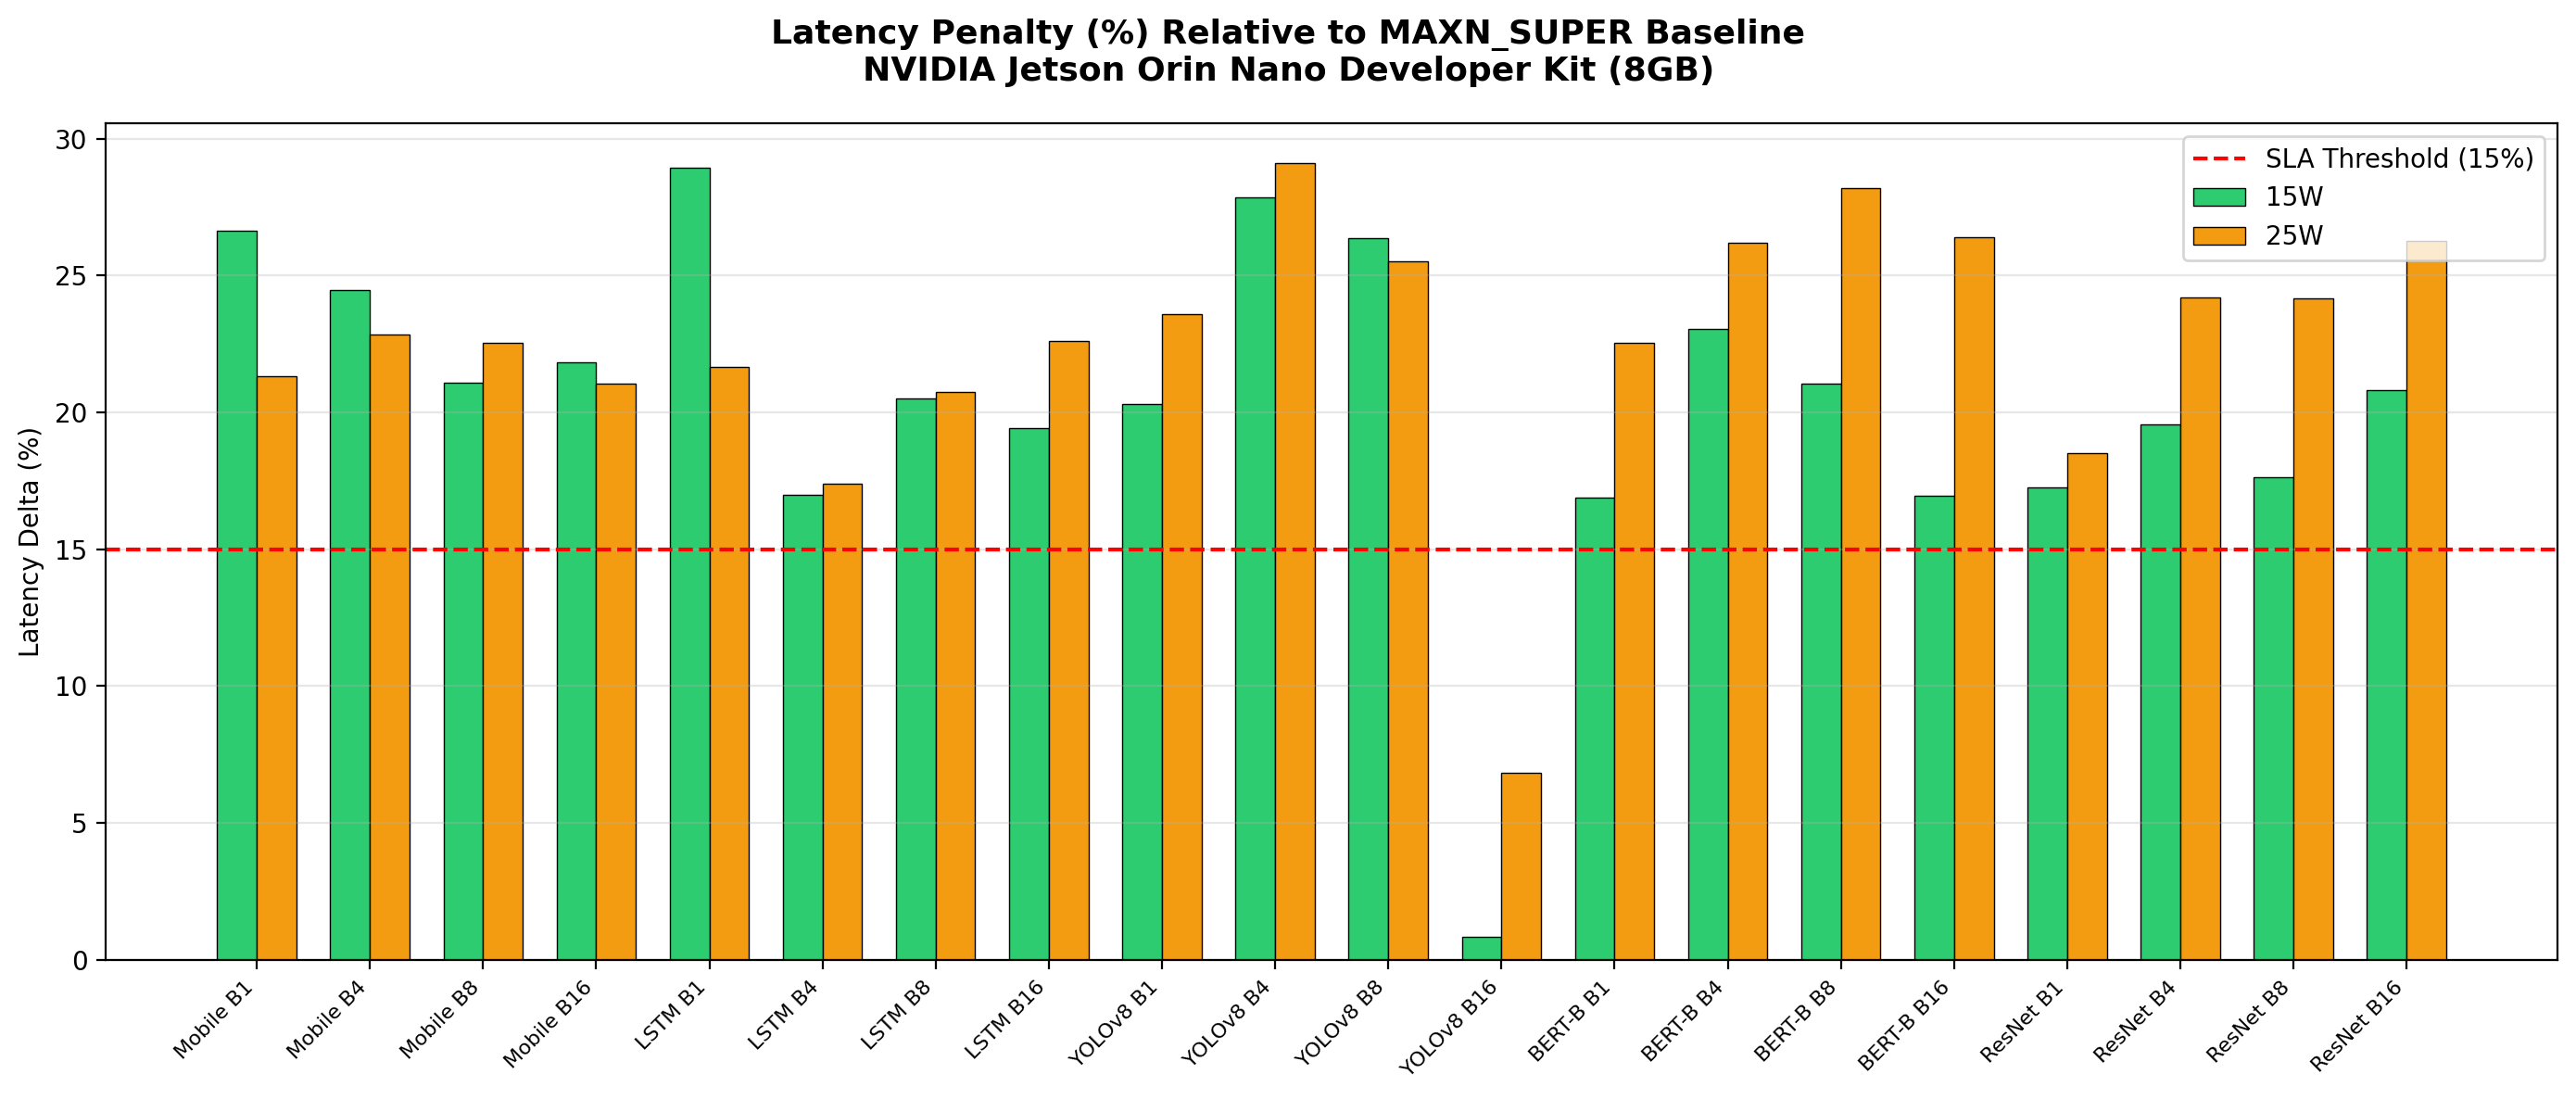 Latency Penalty (%) Relative to MAXN_SUPER Baseline
NVIDIA Jetson Orin Nano Developer Kit (8GB)
SLA Threshold (15%)
15W
25W
Latency Delta (%)
30
25
20
15
10
5
0
Mobile B1
Mobile B4
Mobile B8
Mobile B16
LSTM B1
LSTM B4
LSTM B8
LSTM B16
YOLOv8 B1
YOLOv8 B4
YOLOv8 B8
YOLOv8 B16
BERT-B B1
BERT-B B4
BERT-B B8
BERT-B B16
ResNet B1
ResNet B4
ResNet B8
ResNet B16